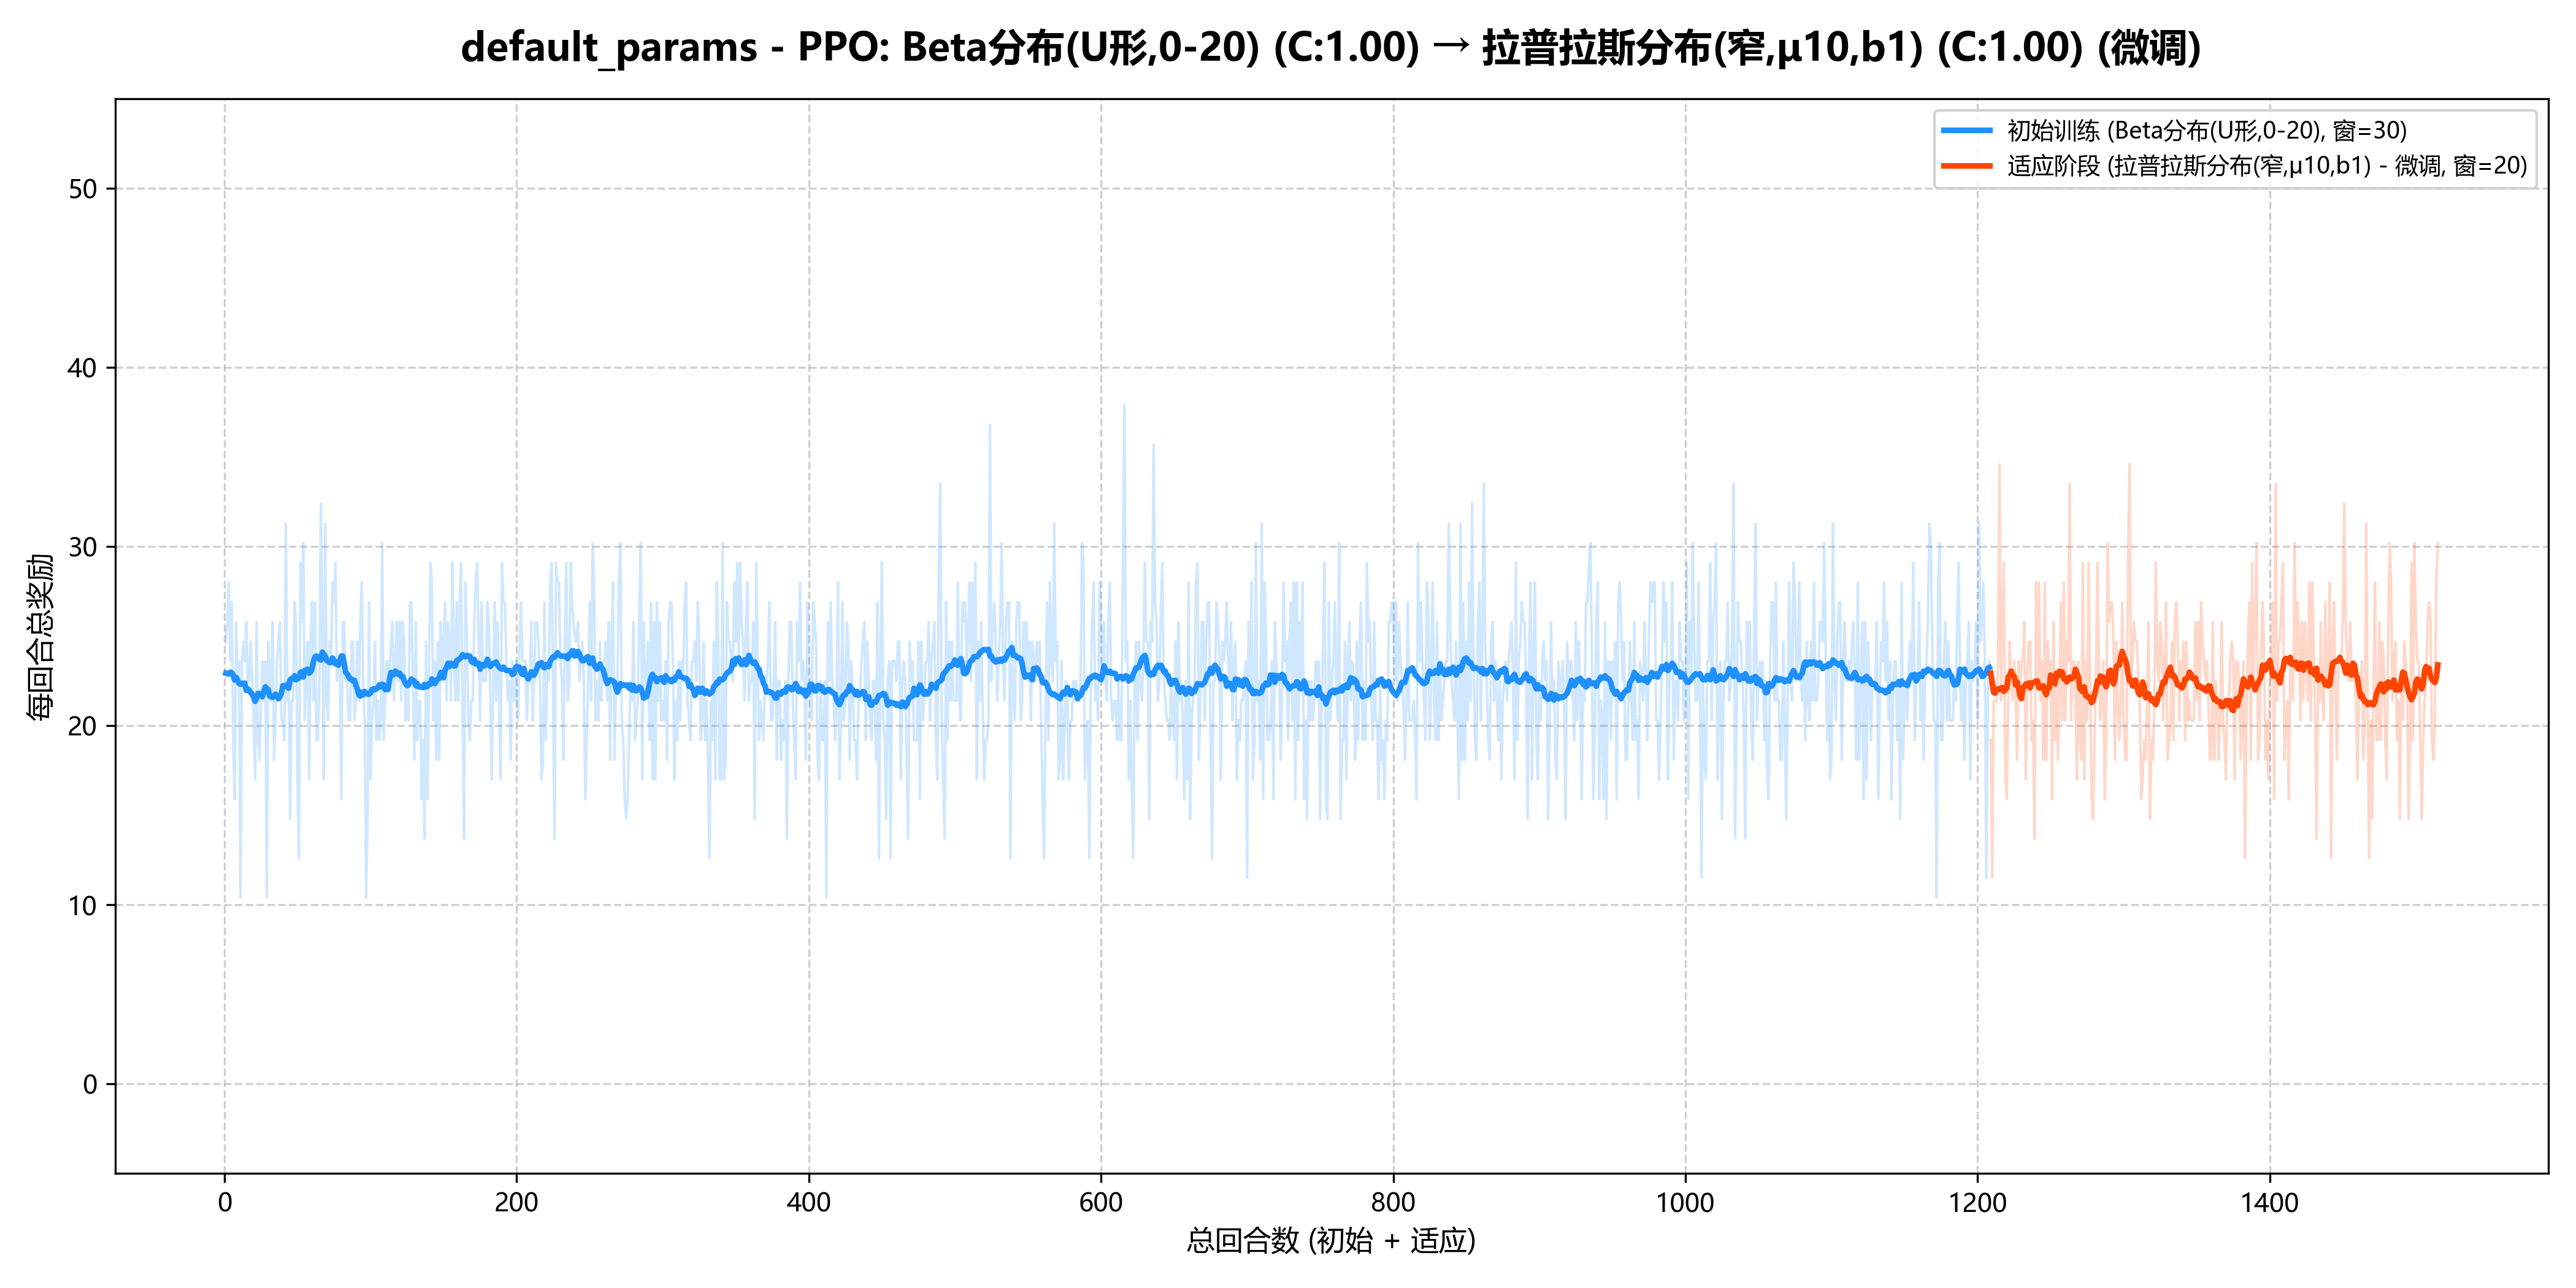 default_params - PPO: Beta分布(U形,0-20) (C:1.00) → 拉普拉斯分布(窄,μ10,b1) (C:1.00) (微调)
初始训练 (Beta分布(U形,0-20), 窗=30)
适应阶段 (拉普拉斯分布(窄,μ10,b1) - 微调, 窗=20)
每回合总奖励
50
40
30
20
10
0
0 200 400 600 800 1000 1200 1400
总回合数 (初始 + 适应)